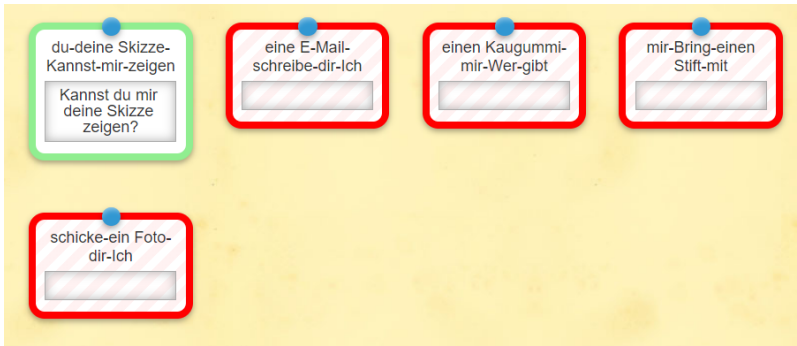 du-deine Skizze-
Kannst-mir-zeigen
Kannst du mir
deine Skizze
zeigen?
eine E-Mail-
schreibe-dir-Ich
einen Kaugummi-
mir-Wer-gibt
mir-Bring-einen
Stift-mit
schicke-ein Foto-
dir-Ich